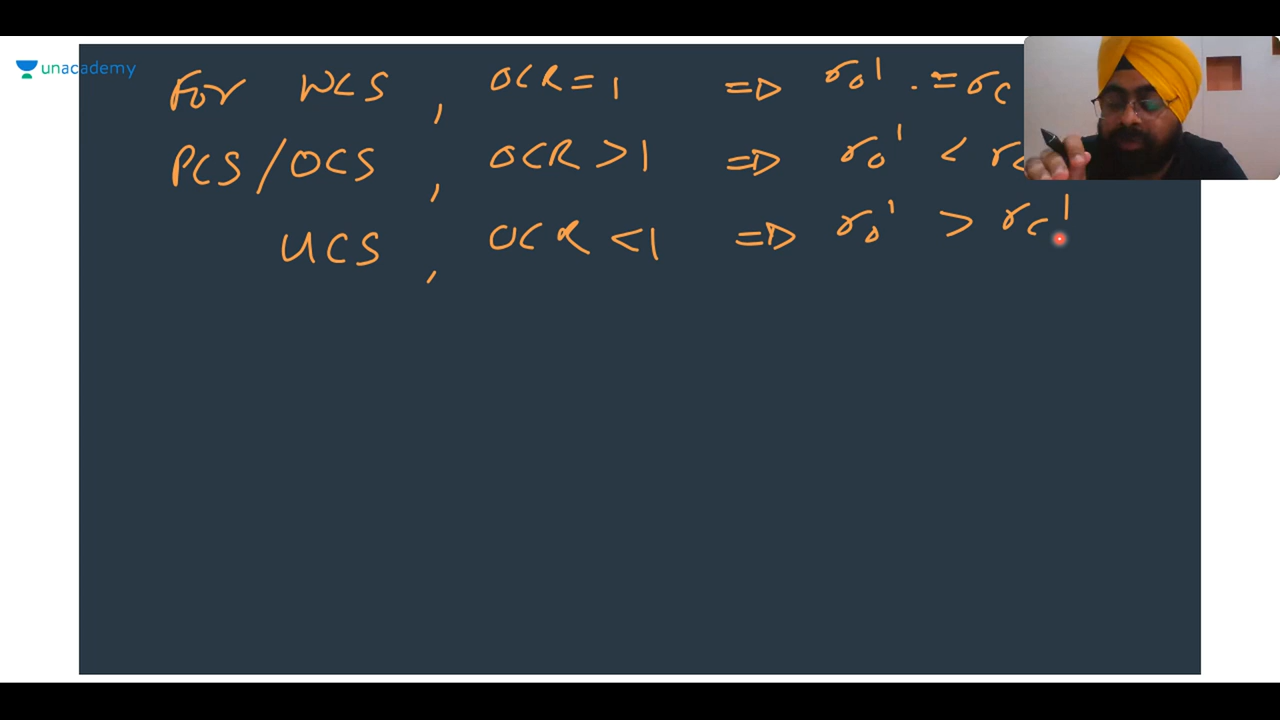 unacademy
For NCS , OCR = 1 => σ0' . = σc
PCS / OCS , OCR > 1 => σ0' < σc
UCS , OCR < 1 => σ0' > σc'